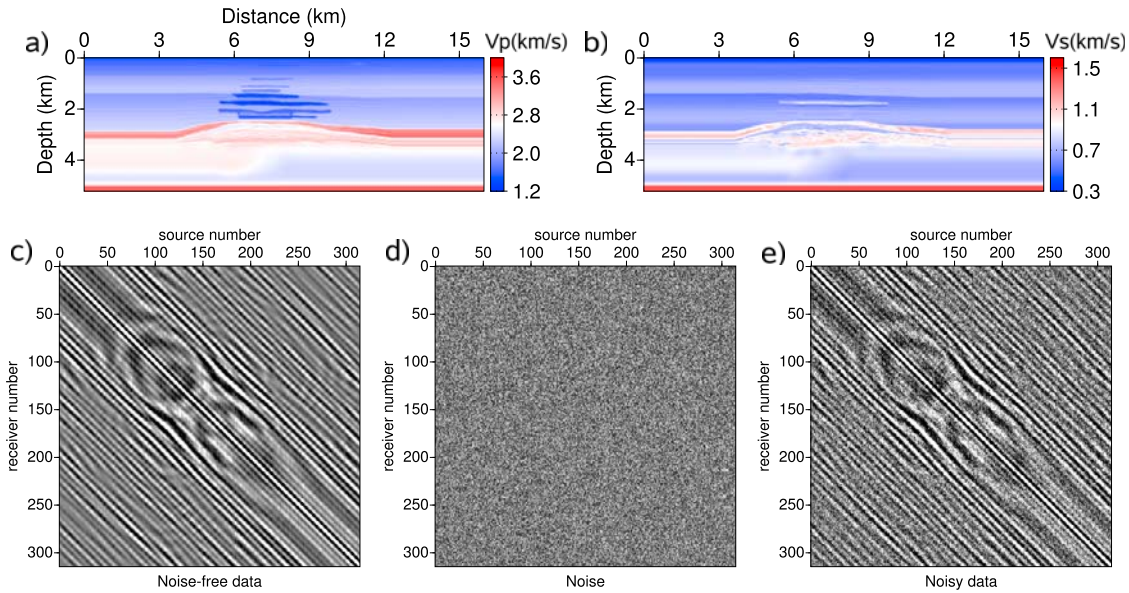 Distance (km)
a) 0 3 6 9 12 15 Vp(km/s)
b) 0 3 6 9 12 15 Vs(km/s)
Depth (km)
0
2
4
3.6
2.8
2.0
1.2
Depth (km)
0
2
4
1.5
1.1
0.7
0.3
c) source number
0 50 100 150 200 250 300
receiver number
0
50
100
150
200
250
300
Noise-free data
d) source number
0 50 100 150 200 250 300
receiver number
0
50
100
150
200
250
300
Noise
e) source number
0 50 100 150 200 250 300
receiver number
0
50
100
150
200
250
300
Noisy data